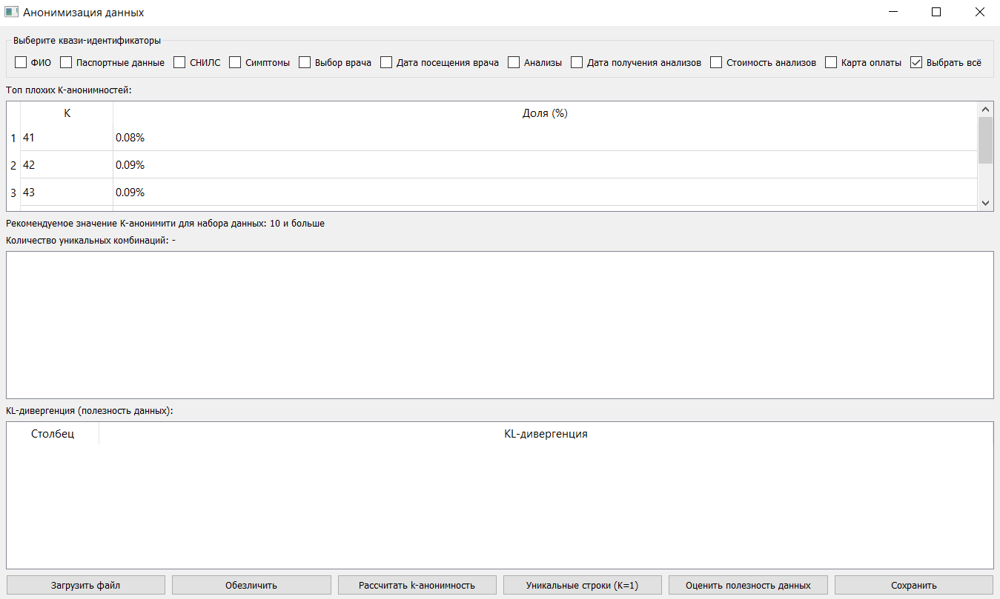 Анонимизация данных
Выберите квази-идентификаторы
ФИО Паспортные данные СНИЛС Симптомы Выбор врача Дата посещения врача Анализы Дата получения анализов Стоимость анализов Карта оплаты Выбрать всё
Топ плохих K-анонимностей:
K Доля (%)
1 41 0.08%
2 42 0.09%
3 43 0.09%
Рекомендуемое значение K-анонимити для набора данных: 10 и больше
Количество уникальных комбинаций: -
KL-дивергенция (полезность данных):
Столбец KL-дивергенция
Загрузить файл Обезличить Рассчитать k-анонимность Уникальные строки (K=1) Оценить полезность данных Сохранить